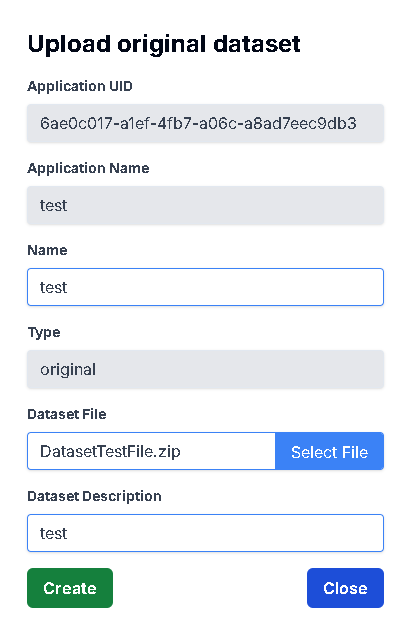 Upload original dataset
Application UID
6ae0c017-a1ef-4fb7-a06c-a8ad7eec9db3
Application Name
test
Name
test
Type
original
Dataset File
DatasetTestFile.zip Select File
Dataset Description
test
Create Close